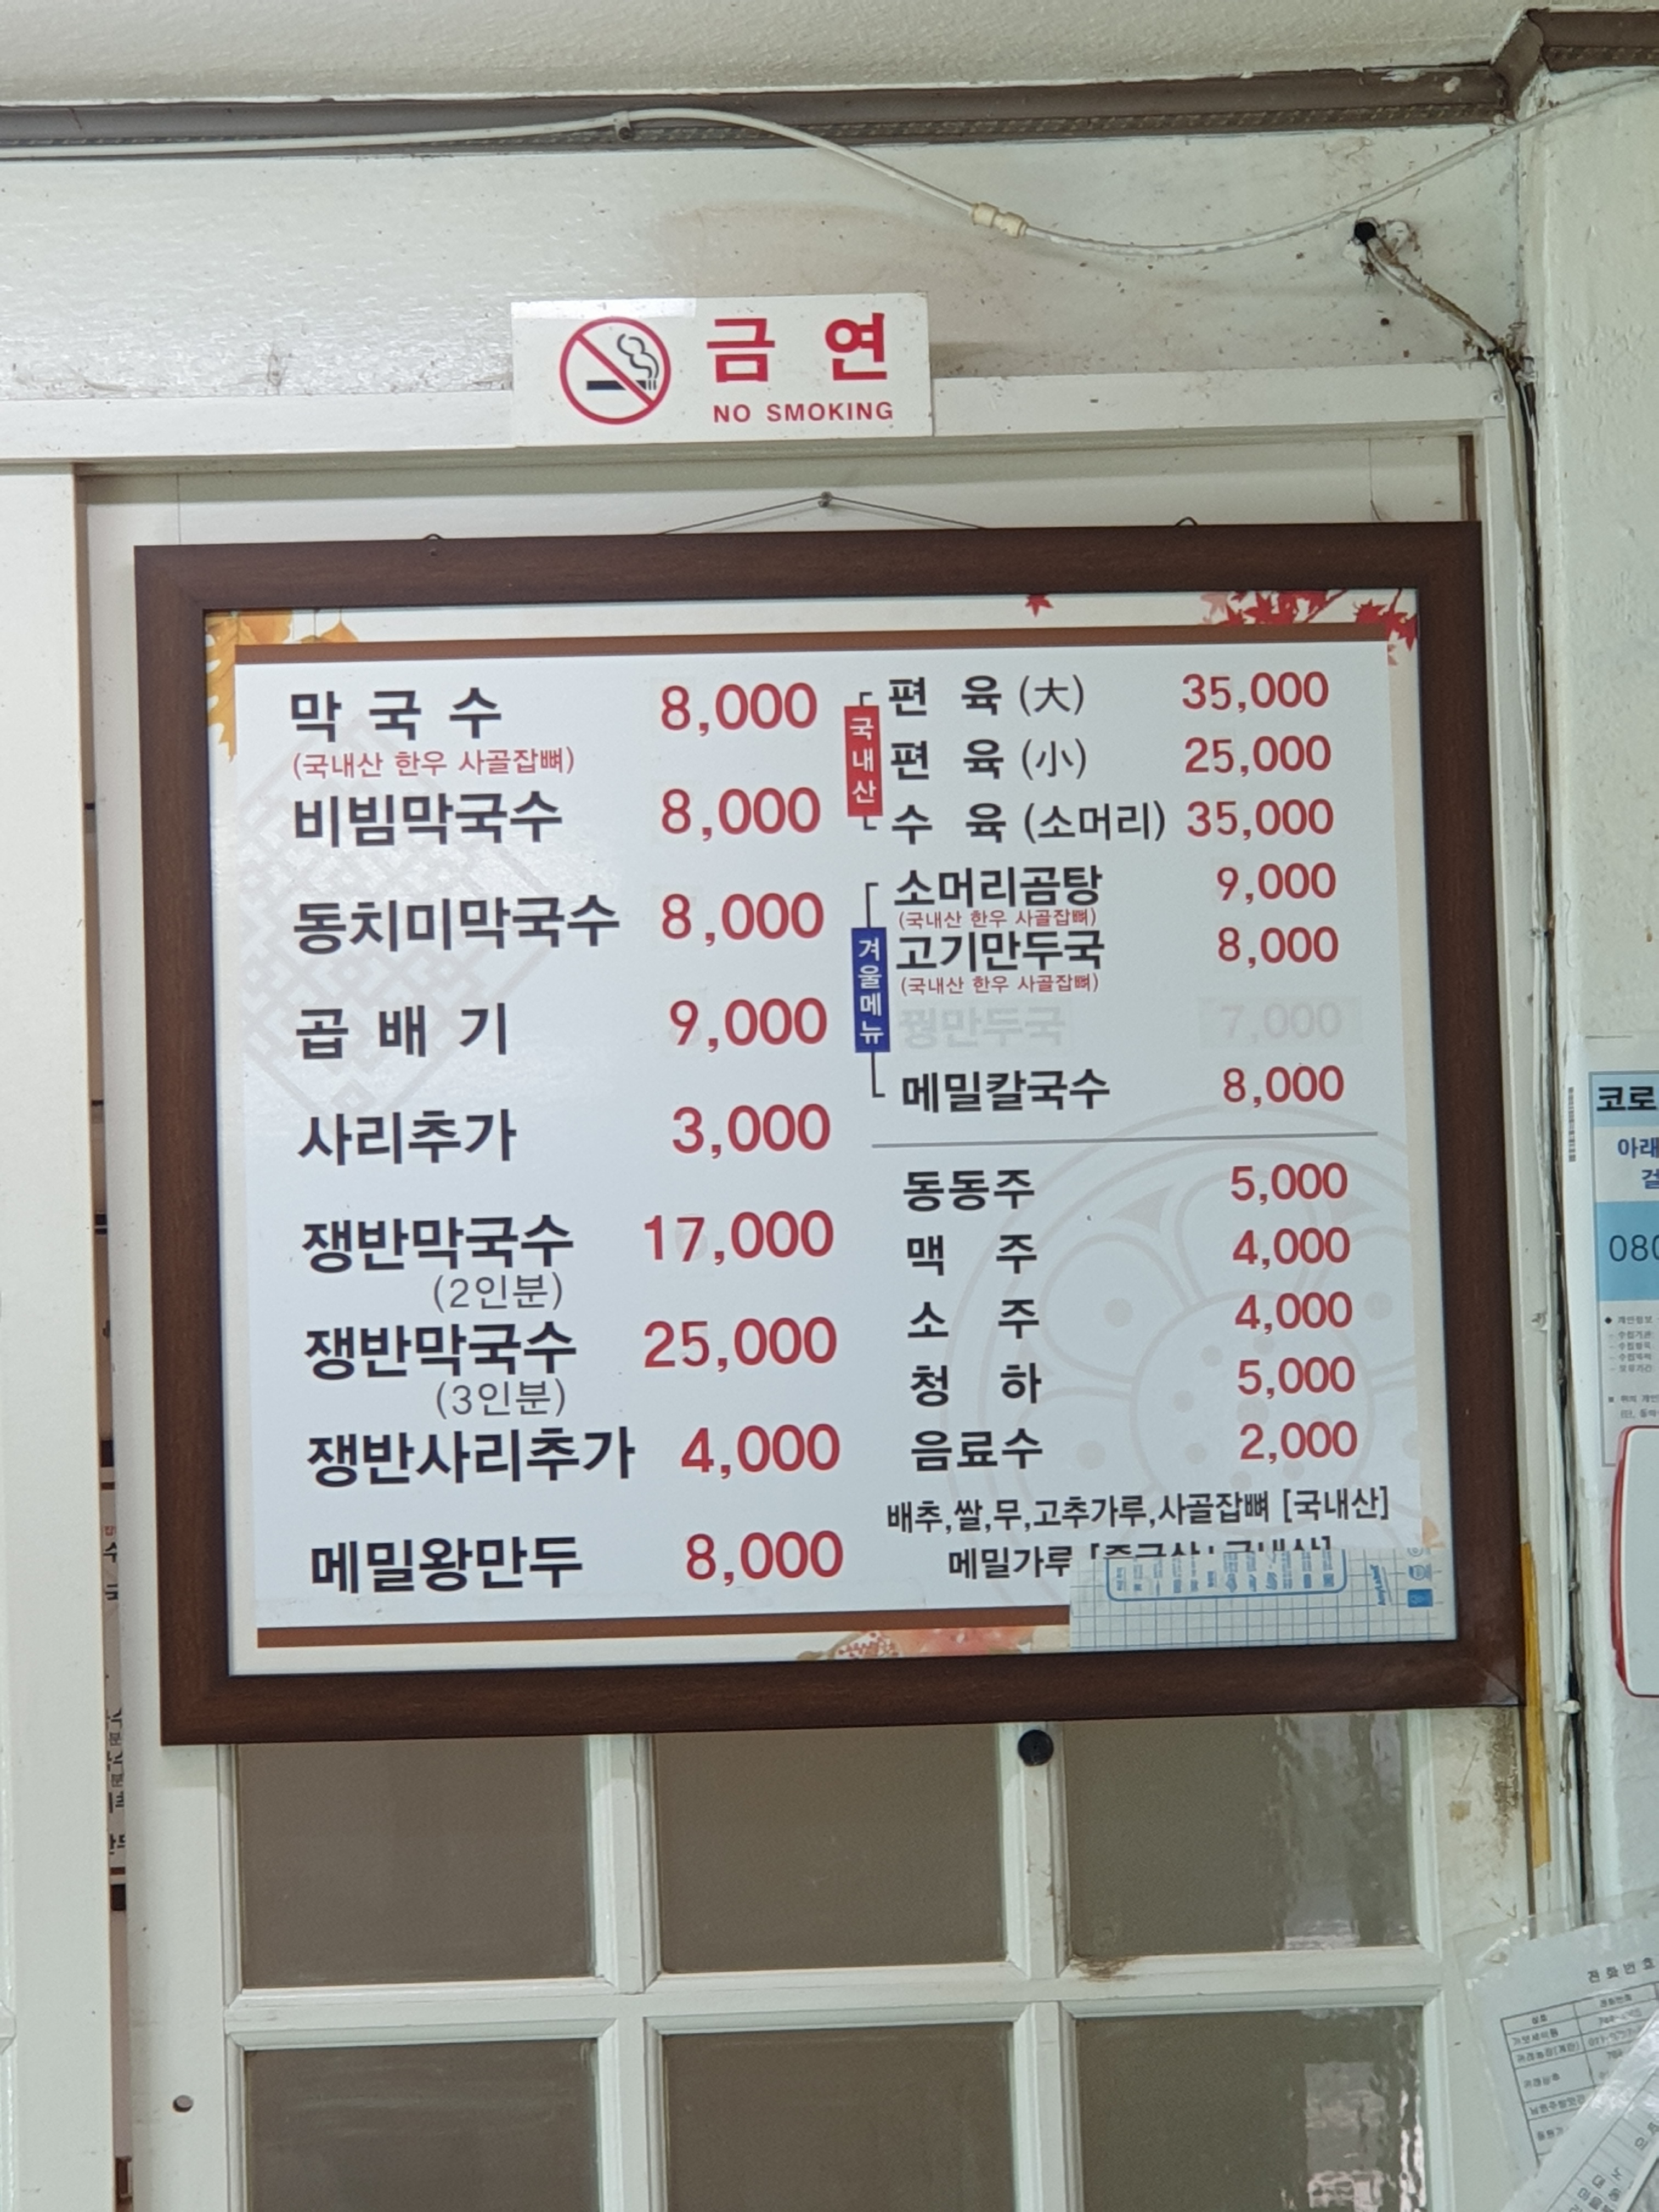 금 연
NO SMOKING
막 국 수 8,000
(국내산 한우 사골잡뼈)
비빔막국수 8,000
동치미막국수 8,000
곱 배 기 9,000
사리추가 3,000
쟁반막국수 17,000
(2인분)
쟁반막국수 25,000
(3인분)
쟁반사리추가 4,000
메밀왕만두 8,000
국내산
편 육 (大) 35,000
편 육 (小) 25,000
수 육 (소머리) 35,000
겨울메뉴
소머리곰탕 9,000
(국내산 한우 사골잡뼈)
고기만두국 8,000
(국내산 한우 사골잡뼈)
꿩만두국 7,000
메밀칼국수 8,000
동동주 5,000
맥 주 4,000
소 주 4,000
청 하 5,000
음료수 2,000
배추,쌀,무,고추가루,사골잡뼈 [국내산]
메밀가루
코로
아래
걸
080
전화번호